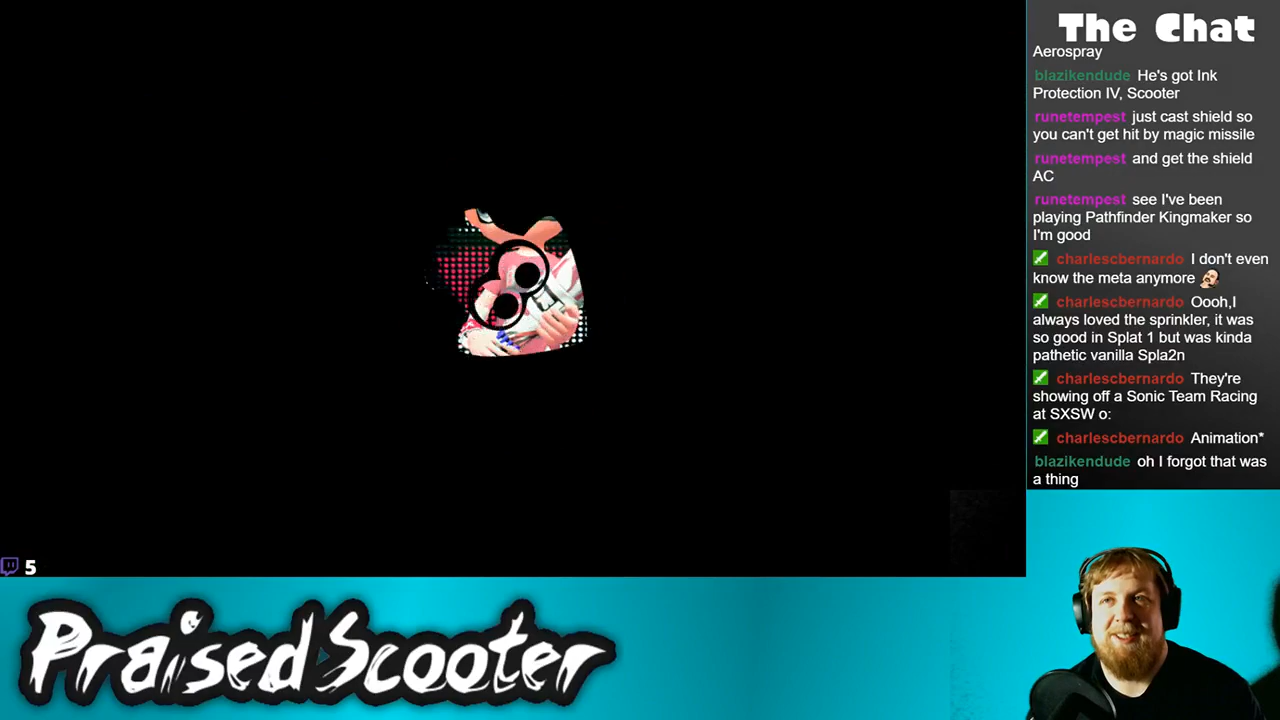 The Chat
Aerospray
blazikendude He's got Ink
Protection IV, Scooter
runetempest just cast shield so
you can't get hit by magic missile
runetempest and get the shield
AC
runetempest see I've been
playing Pathfinder Kingmaker so
I'm good
charlescbernardo I don't even
know the meta anymore
charlescbernardo Oooh,I
always loved the sprinkler, it was
so good in Splat 1 but was kinda
pathetic vanilla Spla2n
charlescbernardo They're
showing off a Sonic Team Racing
at SXSW o:
charlescbernardo Animation*
blazikendude oh I forgot that was
a thing
5
PraisedScooter